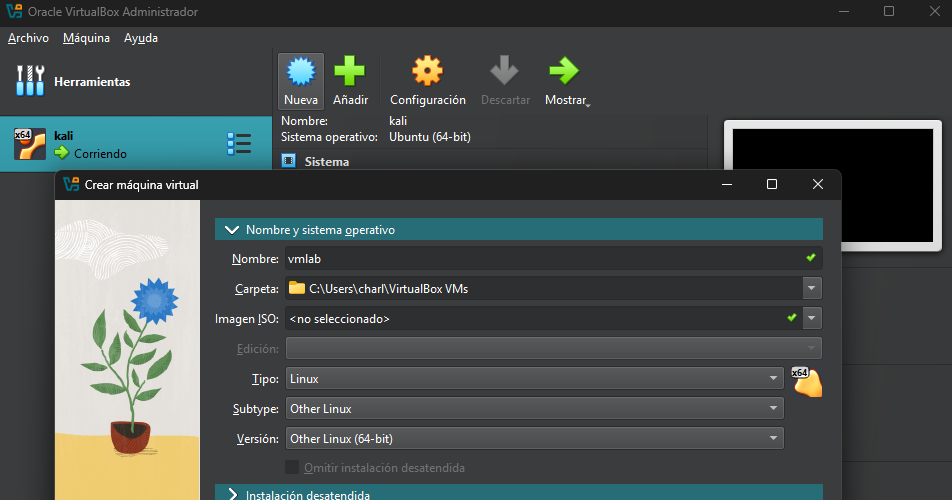 Oracle VirtualBox Administrador
Archivo Máquina Ayuda
Herramientas
Nueva Añadir Configuración Descartar Mostrar
x64 kali
Corriendo
Nombre: kali
Sistema operativo: Ubuntu (64-bit)
Sistema
Crear máquina virtual
Nombre y sistema operativo
Nombre: vmlab
Carpeta: C:\Users\charl\VirtualBox VMs
Imagen ISO: <no seleccionado>
Edición:
Tipo: Linux x64
Subtype: Other Linux
Versión: Other Linux (64-bit)
Omitir instalación desatendida
Instalación desatendida